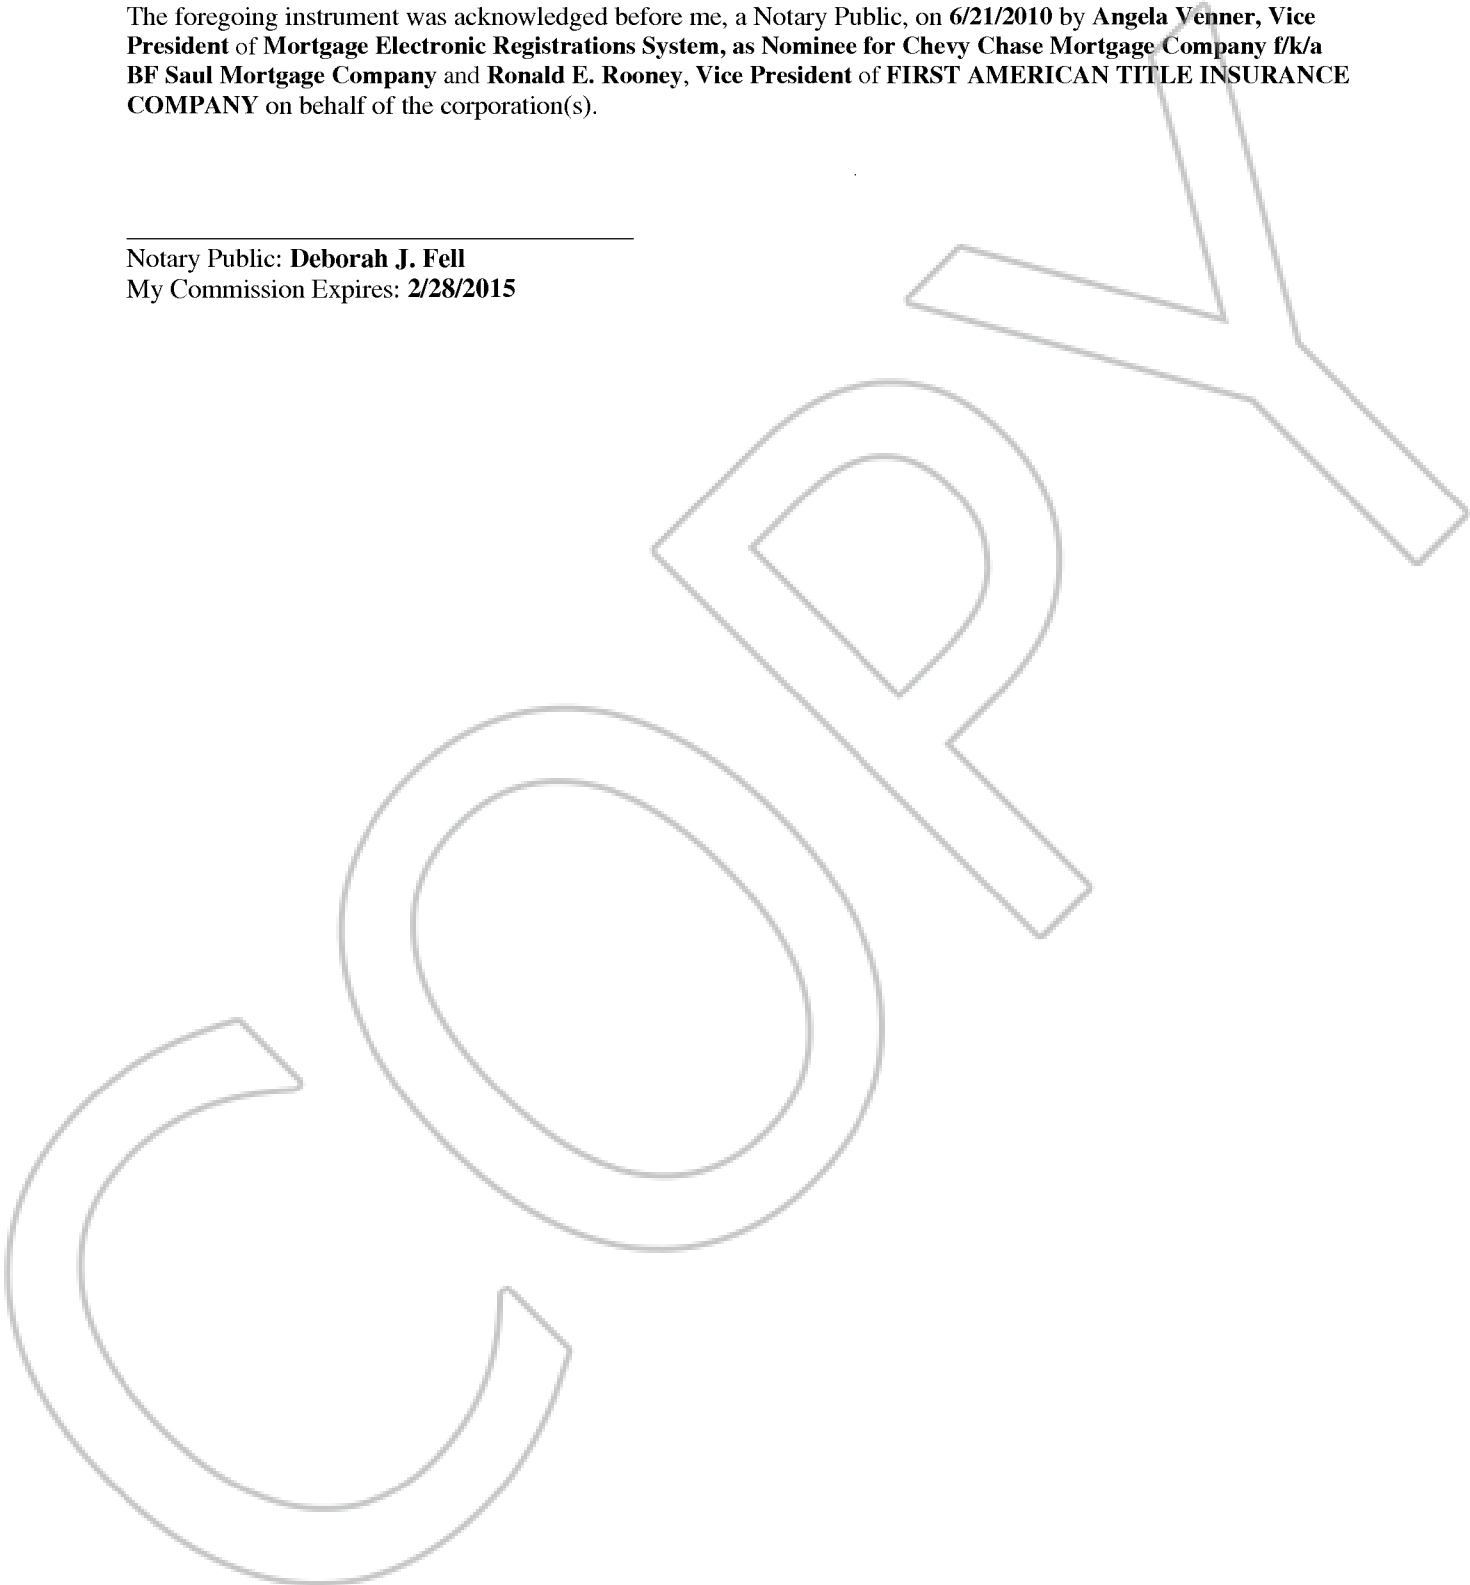 The foregoing instrument was acknowledged before me, a Notary Public, on 6/21/2010 by Angela Venner, Vice
President of Mortgage Electronic Registrations System, as Nominee for Chevy Chase Mortgage Company f/k/a
BF Saul Mortgage Company and Ronald E. Rooney, Vice President of FIRST AMERICAN TITLE INSURANCE
COMPANY on behalf of the corporation(s).
Notary Public: Deborah J. Fell
My Commission Expires: 2/28/2015
COPY